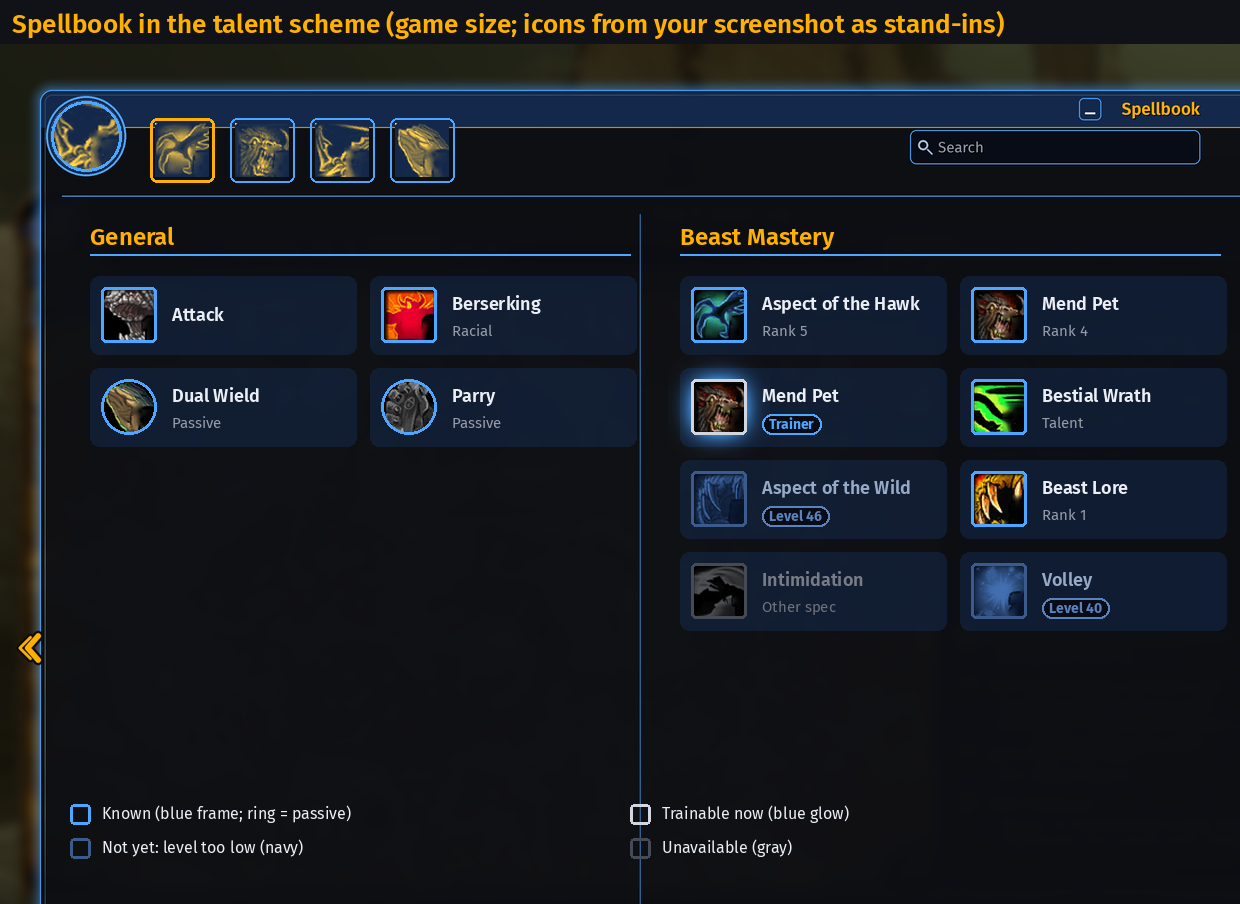 Spellbook in the talent scheme (game size; icons from your screenshot as stand-ins)
Spellbook
Search
General
Beast Mastery
Attack
Berserking
Racial
Aspect of the Hawk
Rank 5
Mend Pet
Rank 4
Dual Wield
Passive
Parry
Passive
Mend Pet
Trainer
Bestial Wrath
Talent
Aspect of the Wild
Level 46
Beast Lore
Rank 1
Intimidation
Other spec
Volley
Level 40
Known (blue frame; ring = passive)
Trainable now (blue glow)
Not yet: level too low (navy)
Unavailable (gray)